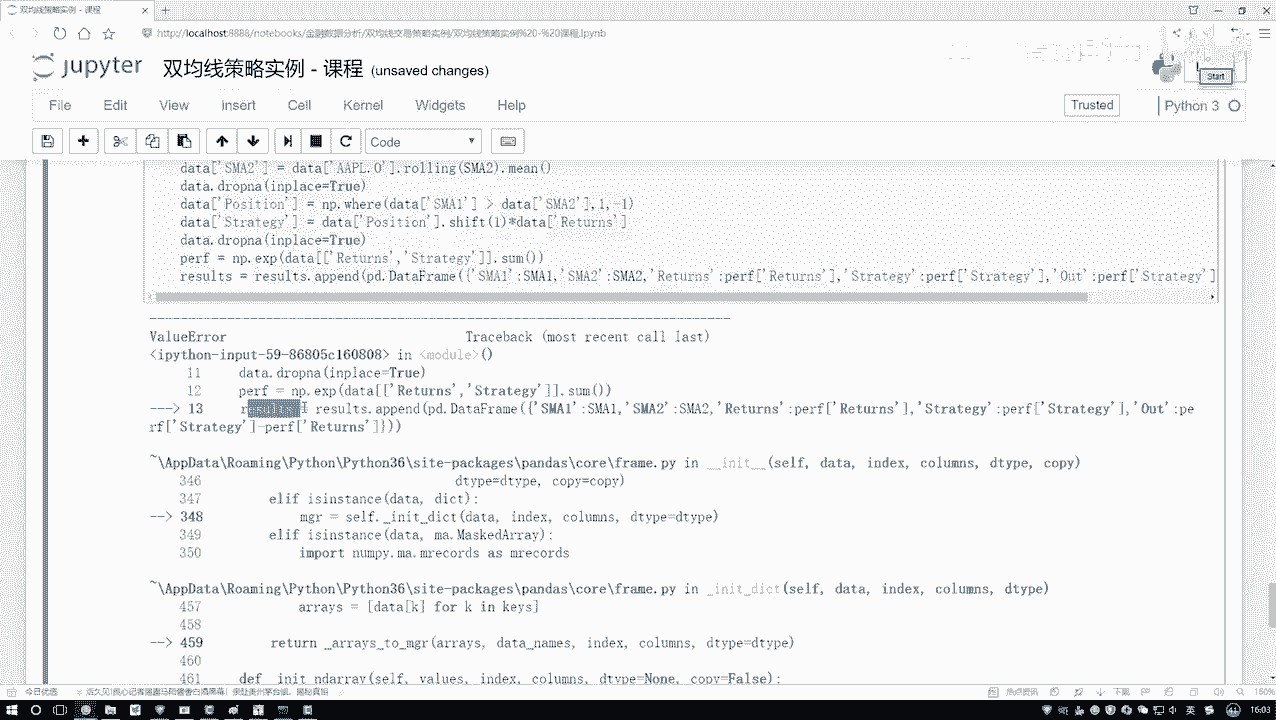 双均线策略实例 - 课程
http://localhost:8888/notebooks/金融数据分析/双均线交易策略实例/双均线策略实例%20-%20课程.ipynb
jupyter 双均线策略实例 - 课程 (unsaved changes)
Start
File Edit View Insert Cell Kernel Widgets Help Trusted Python 3
Code
data['SMA2'] = data['AAPL.O'].rolling(SMA2).mean()
data.dropna(inplace=True)
data['Position'] = np.where(data['SMA1'] > data['SMA2'],1,-1)
data['Strategy'] = data['Position'].shift(1)*data['Returns']
data.dropna(inplace=True)
perf = np.exp(data[['Returns','Strategy']].sum())
results = results.append(pd.DataFrame({'SMA1':SMA1,'SMA2':SMA2,'Returns':perf['Returns'],'Strategy':perf['Strategy'],'Out':perf['Strategy']
ValueError Traceback (most recent call last)
<ipython-input-59-86805c160808> in <module>()
11 data.dropna(inplace=True)
12 perf = np.exp(data[['Returns','Strategy']].sum())
---> 13 results = results.append(pd.DataFrame({'SMA1':SMA1,'SMA2':SMA2,'Returns':perf['Returns'],'Strategy':perf['Strategy'],'Out':pe
rf['Strategy']-perf['Returns']}))
~\AppData\Roaming\Python\Python36\site-packages\pandas\core\frame.py in __init__(self, data, index, columns, dtype, copy)
346 dtype=dtype, copy=copy)
347 elif isinstance(data, dict):
--> 348 mgr = self._init_dict(data, index, columns, dtype=dtype)
349 elif isinstance(data, ma.MaskedArray):
350 import numpy.ma.mrecords as mrecords
~\AppData\Roaming\Python\Python36\site-packages\pandas\core\frame.py in _init_dict(self, data, index, columns, dtype)
457 arrays = [data[k] for k in keys]
458
--> 459 return _arrays_to_mgr(arrays, data_names, index, columns, dtype=dtype)
460
461 def _init_ndarray(self, values, index, columns, dtype=None, copy=False):
今日优选
下载
160%
英
16:03